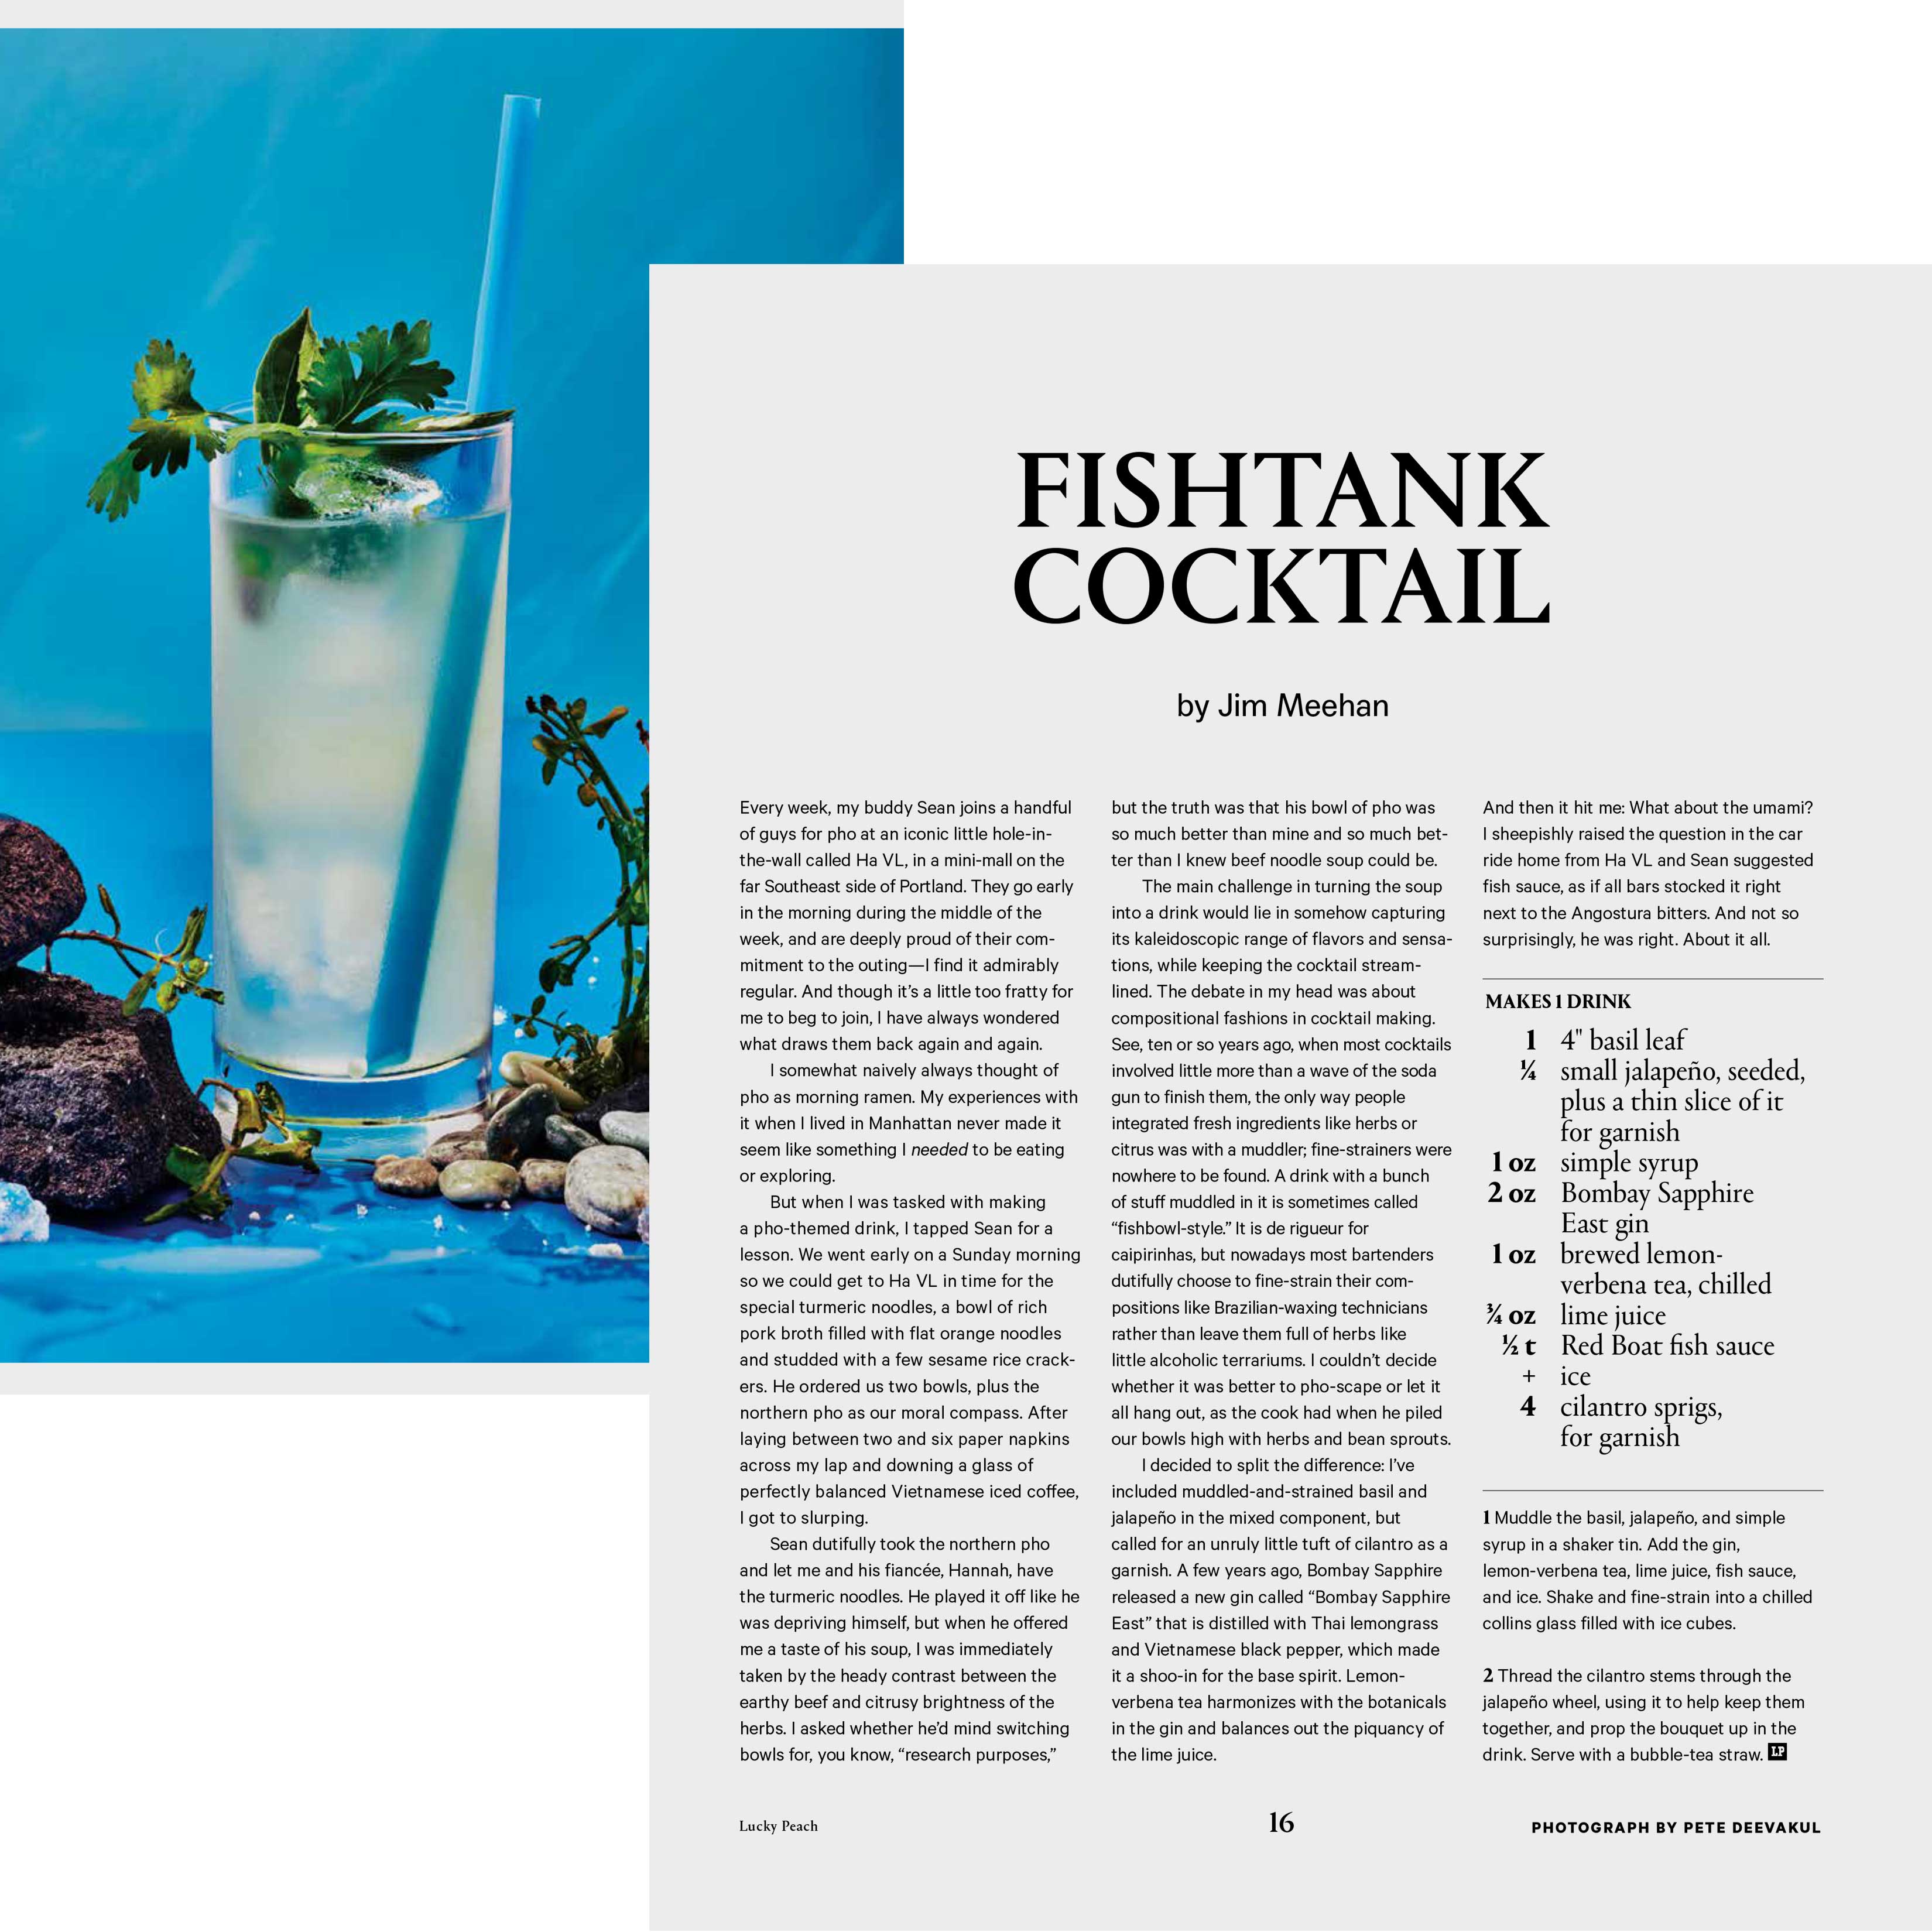 FISHTANK
COCKTAIL
by Jim Meehan
Every week, my buddy Sean joins a handful
of guys for pho at an iconic little hole-in-
the-wall called Ha VL, in a mini-mall on the
far Southeast side of Portland. They go early
in the morning during the middle of the
week, and are deeply proud of their com-
mitment to the outing—I find it admirably
regular. And though it's a little too fratty for
me to beg to join, I have always wondered
what draws them back again and again.
I somewhat naively always thought of
pho as morning ramen. My experiences with
it when I lived in Manhattan never made it
seem like something I needed to be eating
or exploring.
But when I was tasked with making
a pho-themed drink, I tapped Sean for a
lesson. We went early on a Sunday morning
so we could get to Ha VL in time for the
special turmeric noodles, a bowl of rich
pork broth filled with flat orange noodles
and studded with a few sesame rice crack-
ers. He ordered us two bowls, plus the
northern pho as our moral compass. After
laying between two and six paper napkins
across my lap and downing a glass of
perfectly balanced Vietnamese iced coffee,
I got to slurping.
Sean dutifully took the northern pho
and let me and his fiancée, Hannah, have
the turmeric noodles. He played it off like he
was depriving himself, but when he offered
me a taste of his soup, I was immediately
taken by the heady contrast between the
earthy beef and citrusy brightness of the
herbs. I asked whether he'd mind switching
bowls for, you know, “research purposes,”
but the truth was that his bowl of pho was
so much better than mine and so much bet-
ter than I knew beef noodle soup could be.
The main challenge in turning the soup
into a drink would lie in somehow capturing
its kaleidoscopic range of flavors and sensa-
tions, while keeping the cocktail stream-
lined. The debate in my head was about
compositional fashions in cocktail making.
See, ten or so years ago, when most cocktails
involved little more than a wave of the soda
gun to finish them, the only way people
integrated fresh ingredients like herbs or
citrus was with a muddler; fine-strainers were
nowhere to be found. A drink with a bunch
of stuff muddled in it is sometimes called
“fishbowl-style.” It is de rigueur for
caipirinhas, but nowadays most bartenders
dutifully choose to fine-strain their com-
positions like Brazilian-waxing technicians
rather than leave them full of herbs like
little alcoholic terrariums. I couldn't decide
whether it was better to pho-scape or let it
all hang out, as the cook had when he piled
our bowls high with herbs and bean sprouts.
I decided to split the difference: I've
included muddled-and-strained basil and
jalapeño in the mixed component, but
called for an unruly little tuft of cilantro as a
garnish. A few years ago, Bombay Sapphire
released a new gin called “Bombay Sapphire
East” that is distilled with Thai lemongrass
and Vietnamese black pepper, which made
it a shoo-in for the base spirit. Lemon-
verbena tea harmonizes with the botanicals
in the gin and balances out the piquancy of
the lime juice.
And then it hit me: What about the umami?
I sheepishly raised the question in the car
ride home from Ha VL and Sean suggested
fish sauce, as if all bars stocked it right
next to the Angostura bitters. And not so
surprisingly, he was right. About it all.
MAKES 1 DRINK
1 4" basil leaf
¼ small jalapeño, seeded,
plus a thin slice of it
for garnish
1 oz simple syrup
2 oz Bombay Sapphire
East gin
1 oz brewed lemon-
verbena tea, chilled
¾ oz lime juice
½ t Red Boat fish sauce
+ ice
4 cilantro sprigs,
for garnish
1 Muddle the basil, jalapeño, and simple
syrup in a shaker tin. Add the gin,
lemon-verbena tea, lime juice, fish sauce,
and ice. Shake and fine-strain into a chilled
collins glass filled with ice cubes.
2 Thread the cilantro stems through the
jalapeño wheel, using it to help keep them
together, and prop the bouquet up in the
drink. Serve with a bubble-tea straw. LP
Lucky Peach
16
PHOTOGRAPH BY PETE DEEVAKUL